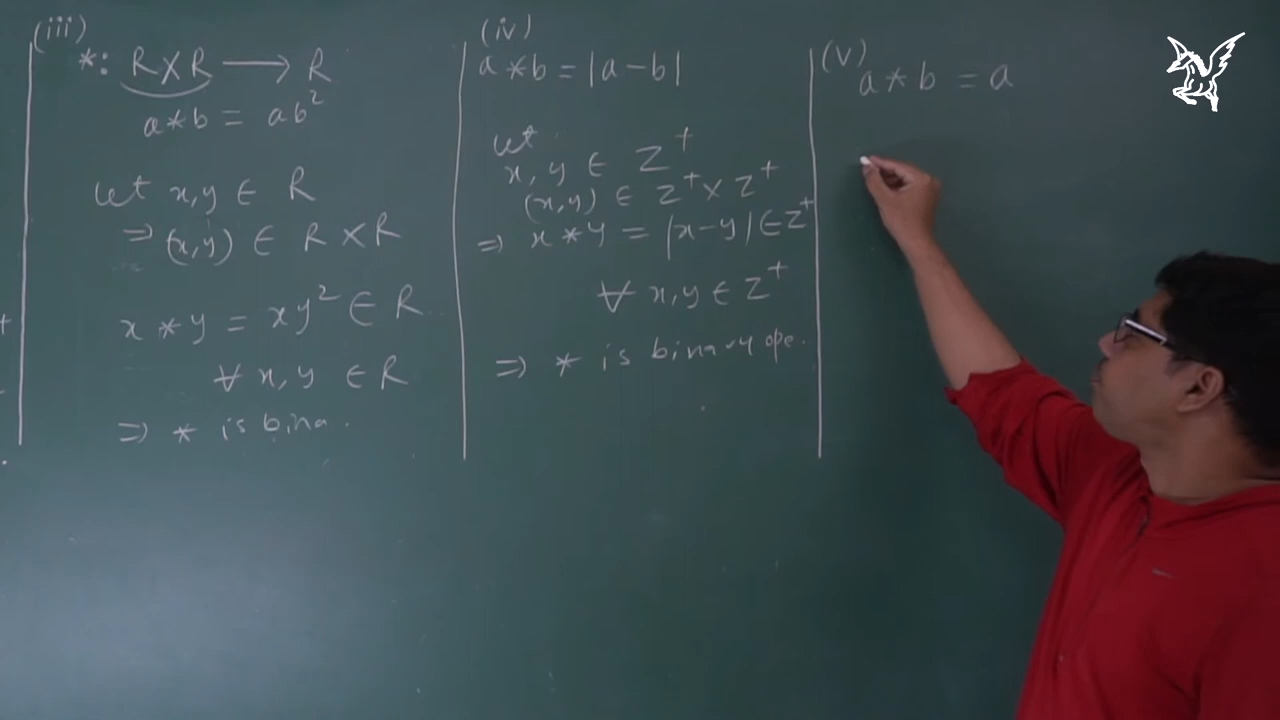 (iii)
*: R X R ⟶ R
a * b = ab²
Let x,y ∈ R
⇒ (x,y) ∈ R X R
x * y = xy² ∈ R
∀ x,y ∈ R
⇒ * is bina.
(iv)
a * b = |a - b|
let
x, y ∈ Z⁺
(x,y) ∈ Z⁺ x Z⁺
⇒ x * y = |x-y| ∈ Z⁺
∀ x,y ∈ Z⁺
⇒ * is binary ope.
(V)
a * b = a